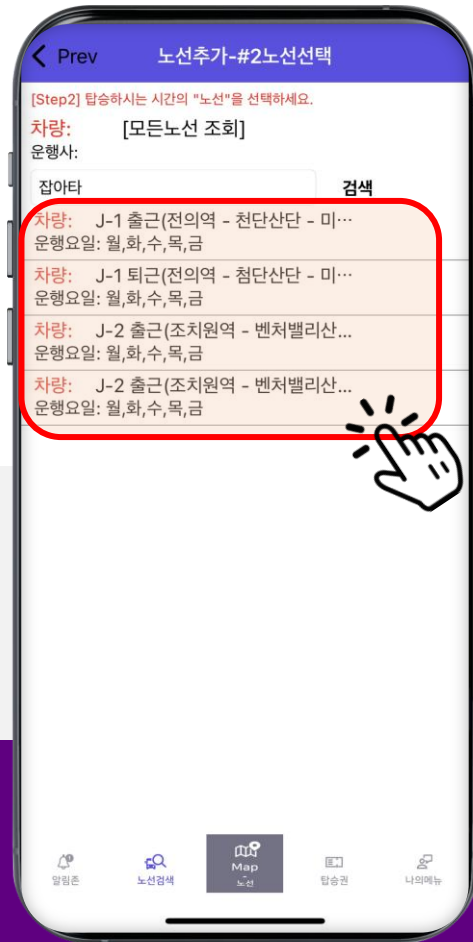 Prev
노선추가-#2노선선택
[Step2] 탑승하시는 시간의 "노선"을 선택하세요.
차량: [모든노선 조회]
운행사:
잡아타 검색
차량: J-1 출근(전의역 - 천단산단 - 미…
운행요일: 월,화,수,목,금
차량: J-1 퇴근(전의역 - 첨단산단 - 미…
운행요일: 월,화,수,목,금
차량: J-2 출근(조치원역 - 벤처밸리산...
운행요일: 월,화,수,목,금
차량: J-2 출근(조치원역 - 벤처밸리산...
운행요일: 월,화,수,목,금
알림존
노선검색
Map
-
노선
탑승권
나의메뉴